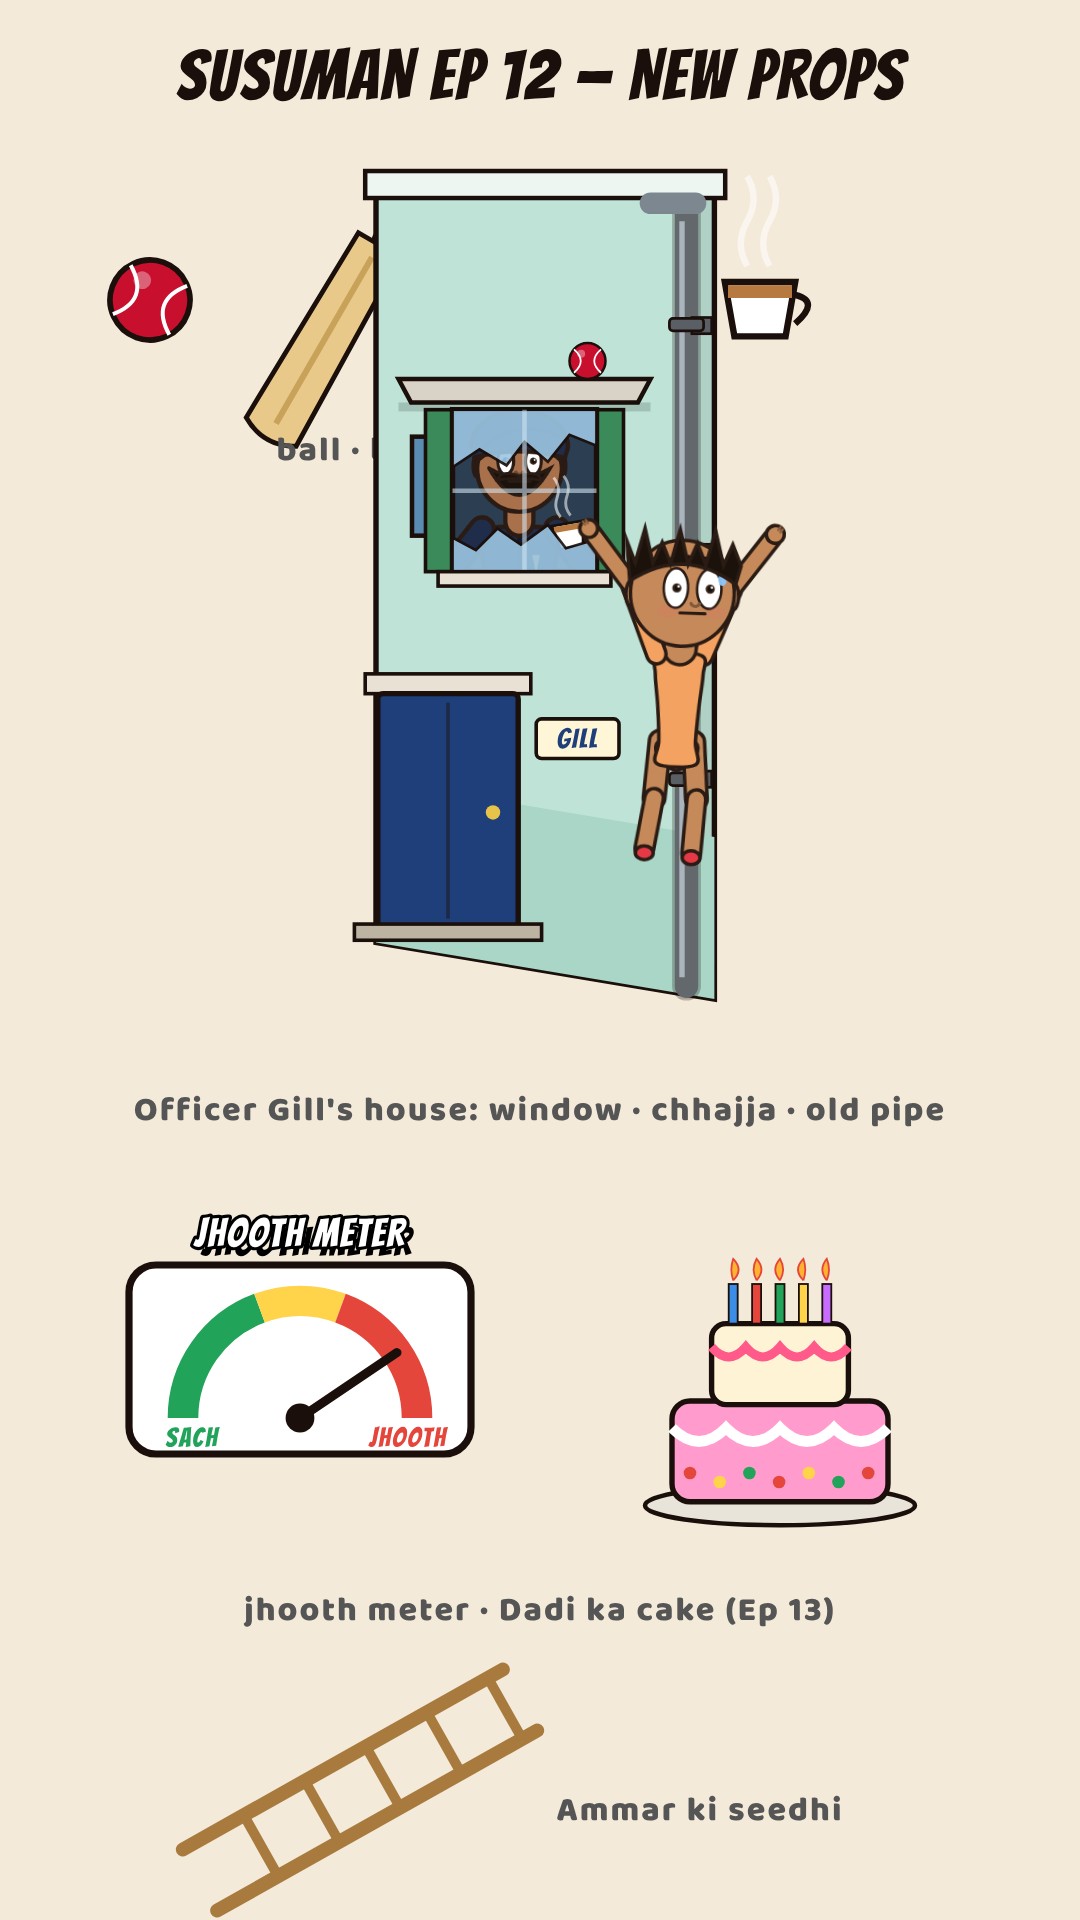 SUSUMAN EP 12 – NEW PROPS
ball ·
GILL
Officer Gill's house: window · chhajja · old pipe
JHOOTH METER
SACH
JHOOTH
jhooth meter · Dadi ka cake (Ep 13)
Ammar ki seedhi